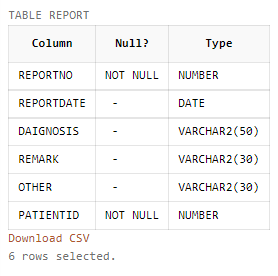 TABLE REPORT
Column Null? Type
REPORTNO NOT NULL NUMBER
REPORTDATE - DATE
DAIGNOSIS - VARCHAR2(50)
REMARK - VARCHAR2(30)
OTHER - VARCHAR2(30)
PATIENTID NOT NULL NUMBER
Download CSV
6 rows selected.